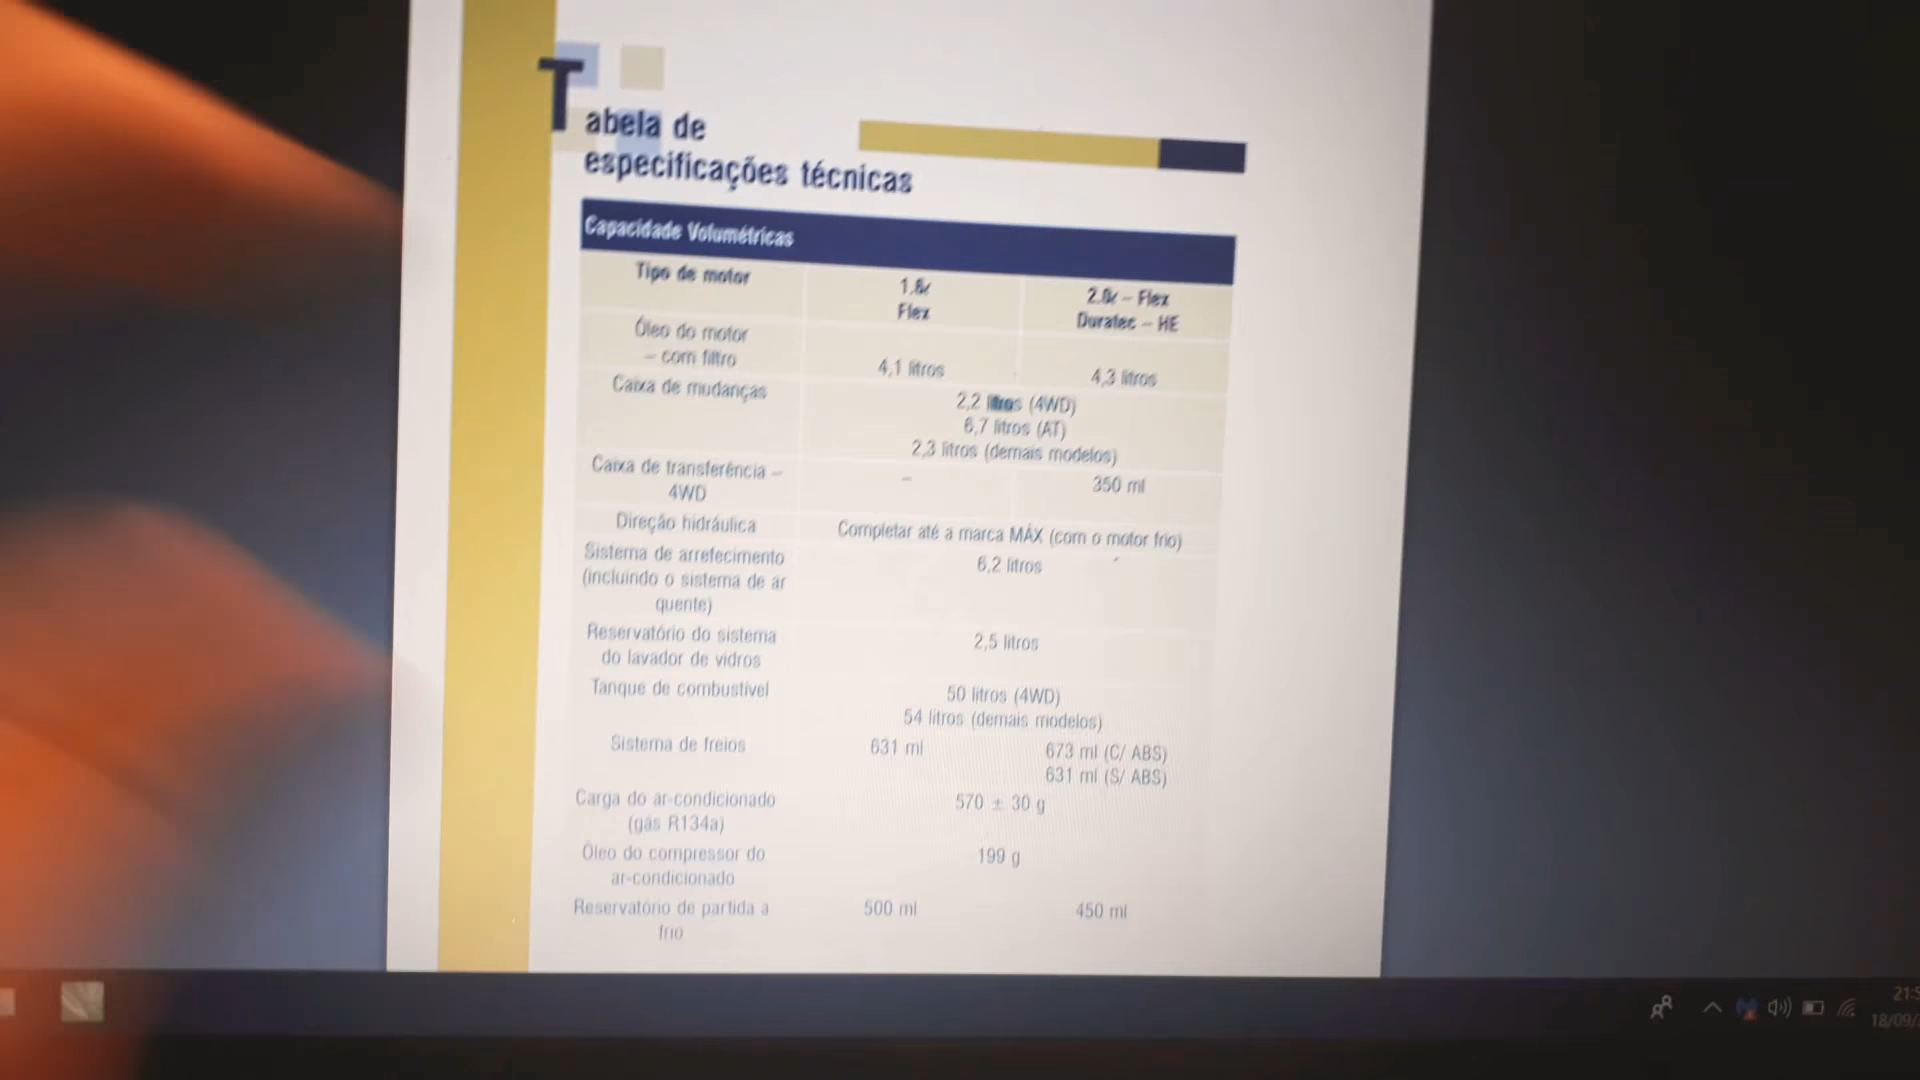 Tabela de
especificações técnicas
Capacidade Volumétricas
Tipo de motor
1.6ℓ
Flex
2.0ℓ – Flex
Duratec – HE
Óleo do motor
– com filtro
4,1 litros
4,3 litros
Caixa de mudanças
2,2 litros (4WD)
6,7 litros (AT)
2,3 litros (demais modelos)
Caixa de transferência –
4WD
–
350 ml
Direção hidráulica
Completar até a marca MÁX (com o motor frio)
Sistema de arrefecimento
(incluindo o sistema de ar
quente)
6,2 litros
Reservatório do sistema
do lavador de vidros
2,5 litros
Tanque de combustível
50 litros (4WD)
54 litros (demais modelos)
Sistema de freios
631 ml
673 ml (C/ ABS)
631 ml (S/ ABS)
Carga do ar-condicionado
(gás R134a)
570 ± 30 g
Óleo do compressor do
ar-condicionado
199 g
Reservatório de partida a
frio
500 ml
450 ml
21:5
18/09/